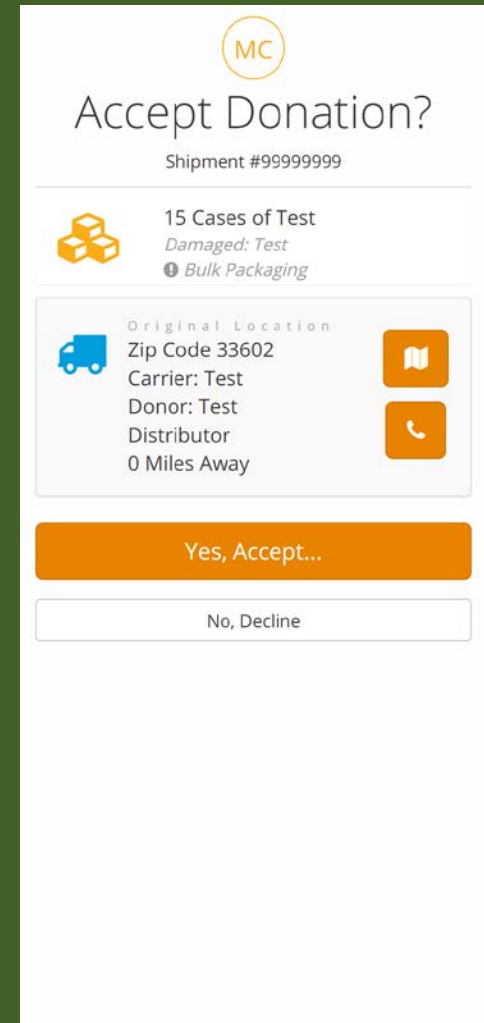 MC
Accept Donation?
Shipment #99999999
15 Cases of Test
Damaged: Test
Bulk Packaging
Original Location
Zip Code 33602
Carrier: Test
Donor: Test
Distributor
0 Miles Away
Yes, Accept...
No, Decline